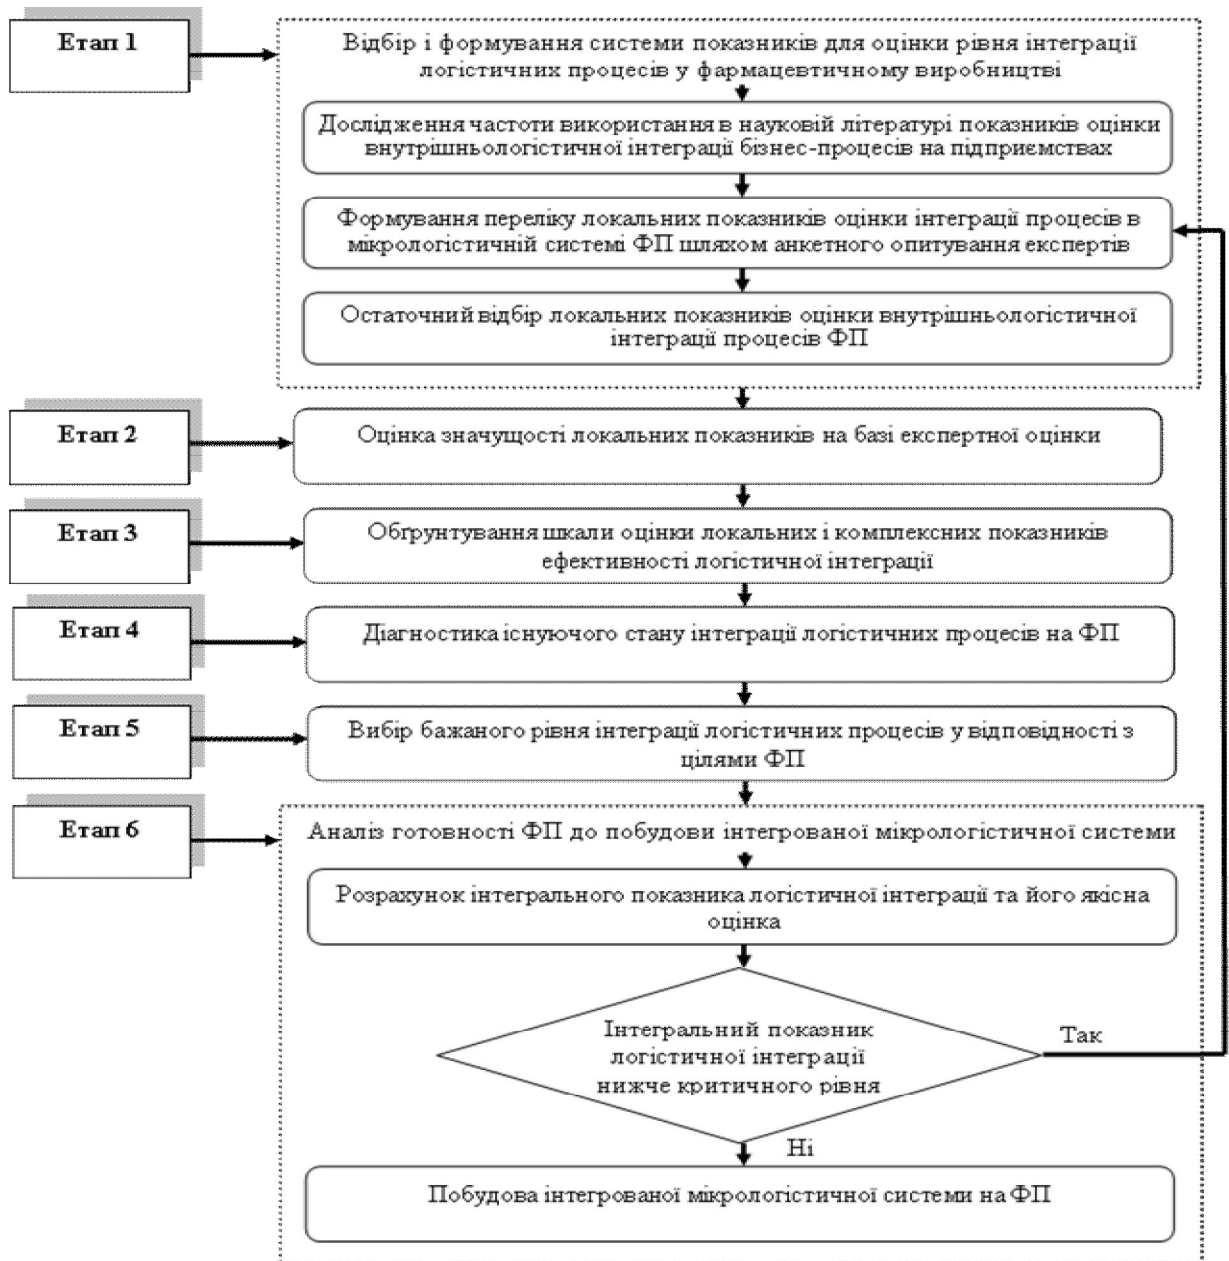 Етап 1
Відбір і формування системи показників для оцінки рівня інтеграції
логістичних процесів у фармацевтичному виробництві
Дослідження частоти використання в науковій літературі показників оцінки
внутрішньологістичної інтеграції бізнес-процесів на підприємствах
Формування переліку локальних показників оцінки інтеграції процесів в
мікрологістичній системі ФП шляхом анкетного опитування експертів
Остаточний відбір локальних показників оцінки внутрішньологістичної
інтеграції процесів ФП
Етап 2
Оцінка значущості локальних показників на базі експертної оцінки
Етап 3
Обґрунтування шкали оцінки локальних і комплексних показників
ефективності логістичної інтеграції
Етап 4
Діагностика існуючого стану інтеграції логістичних процесів на ФП
Етап 5
Вибір бажаного рівня інтеграції логістичних процесів у відповідності з
цілями ФП
Етап 6
Аналіз готовності ФП до побудови інтегрованої мікрологістичної системи
Розрахунок інтегрального показника логістичної інтеграції та його якісна
оцінка
Інтегральний показник
логістичної інтеграції
нижче критичного рівня
Так
Ні
Побудова інтегрованої мікрологістичної системи на ФП